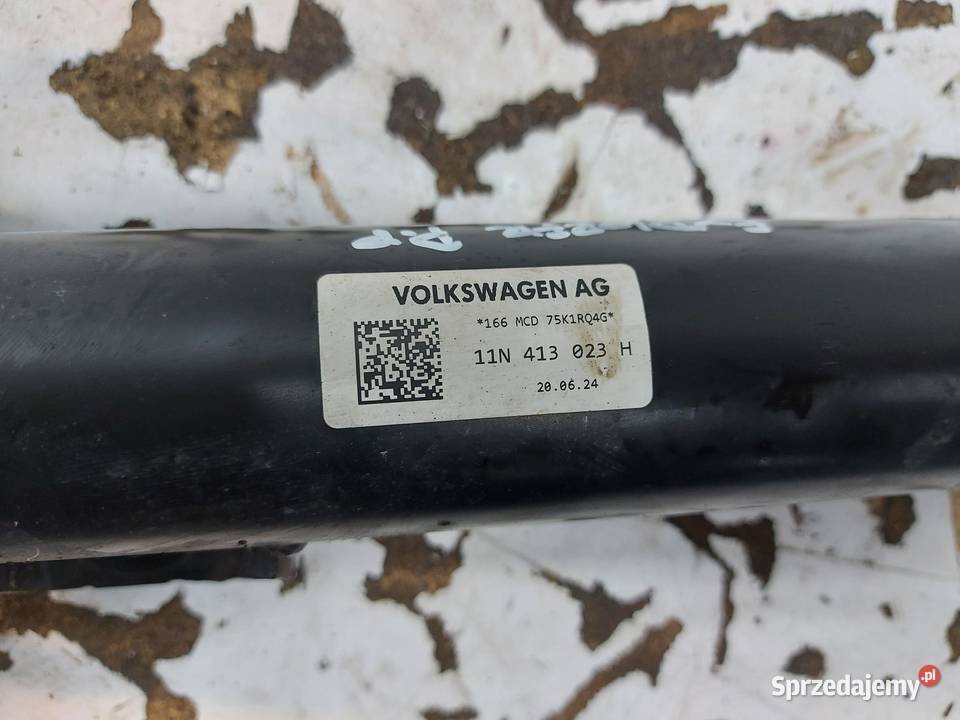 VOLKSWAGEN AG
*166 MCD 75K1RQ4G*
11N 413 023 H
20.06.24
Sprzedajemy.pl